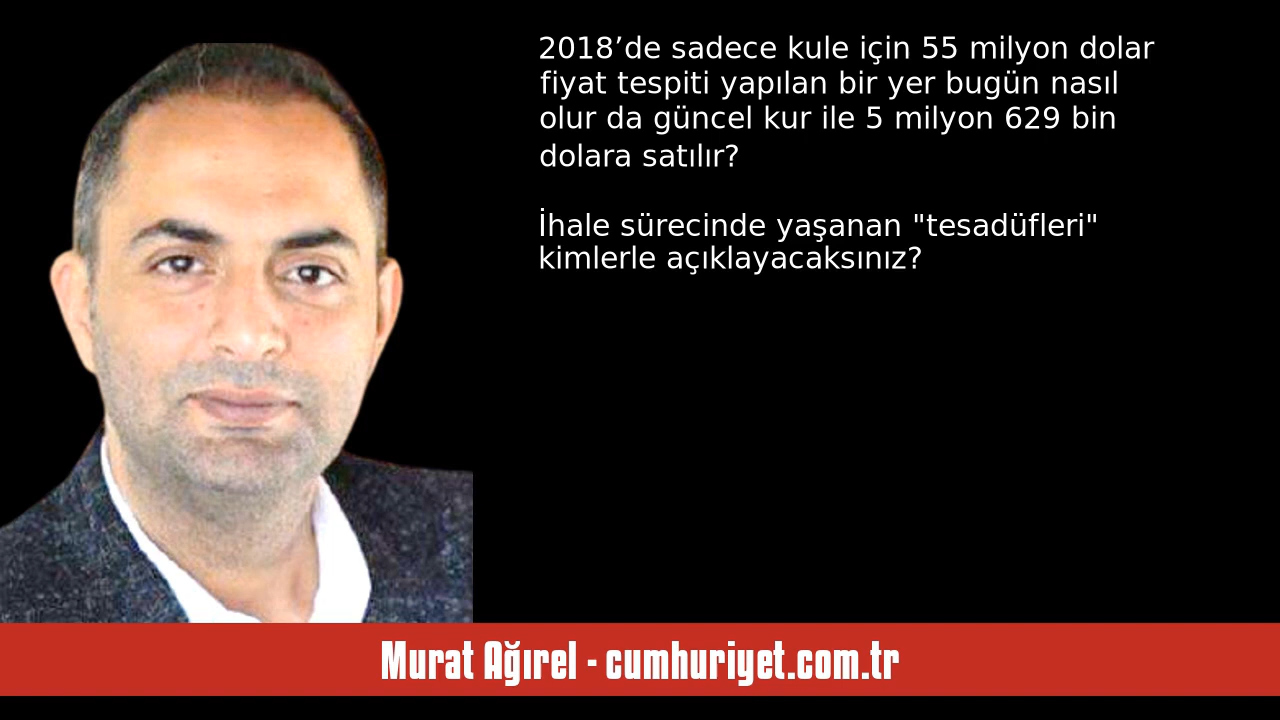 2018’de sadece kule için 55 milyon dolar
fiyat tespiti yapılan bir yer bugün nasıl
olur da güncel kur ile 5 milyon 629 bin
dolara satılır?
İhale sürecinde yaşanan "tesadüfleri"
kimlerle açıklayacaksınız?
Murat Ağırel - cumhuriyet.com.tr